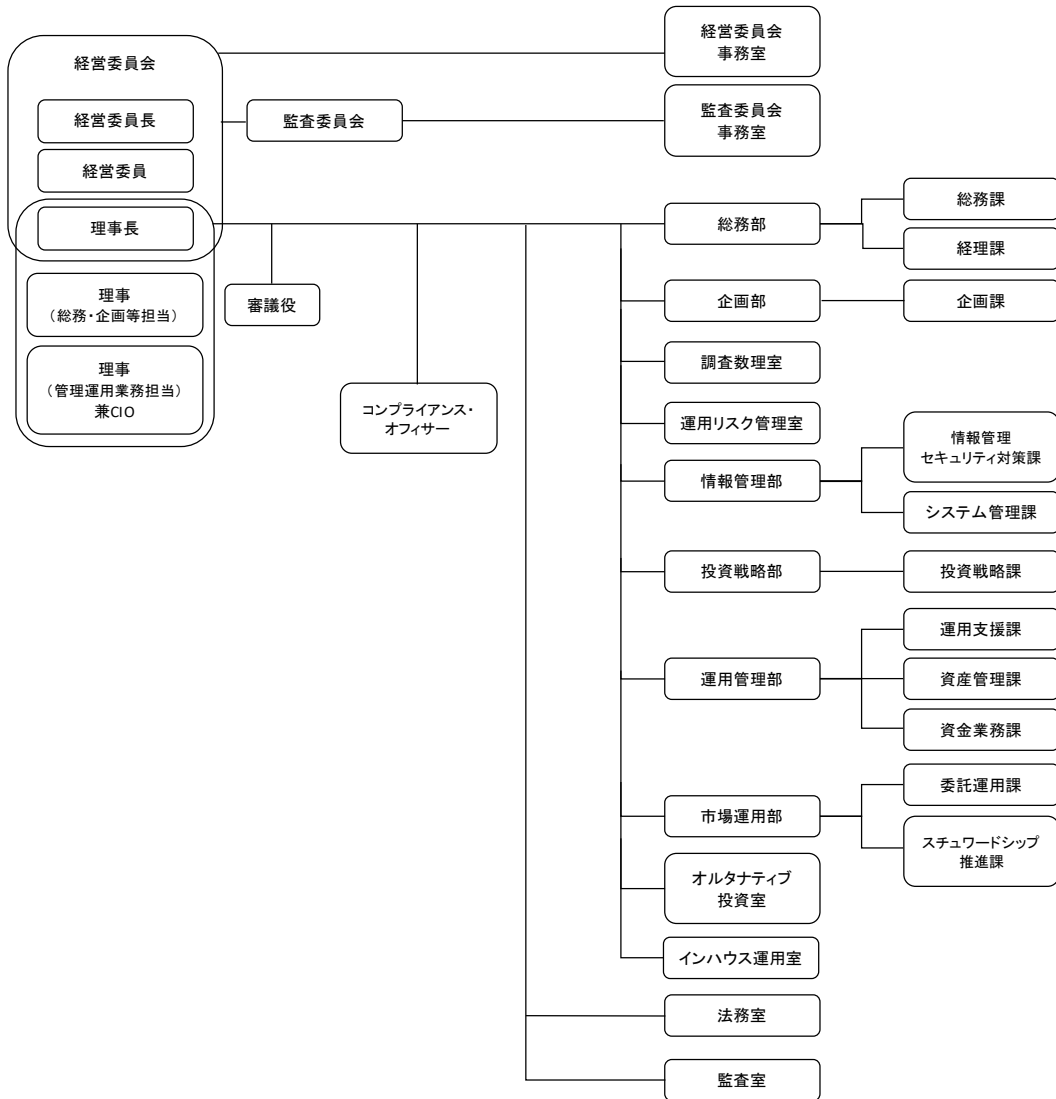 経営委員会
経営委員長
経営委員
理事長
理事
（総務・企画等担当）
理事
（管理運用業務担当）
兼CIO
監査委員会
審議役
コンプライアンス・
オフィサー
経営委員会
事務室
監査委員会
事務室
総務部
総務課
経理課
企画部
企画課
調査数理室
運用リスク管理室
情報管理部
情報管理
セキュリティ対策課
システム管理課
投資戦略部
投資戦略課
運用管理部
運用支援課
資産管理課
資金業務課
市場運用部
委託運用課
スチュワードシップ
推進課
オルタナティブ
投資室
インハウス運用室
法務室
監査室